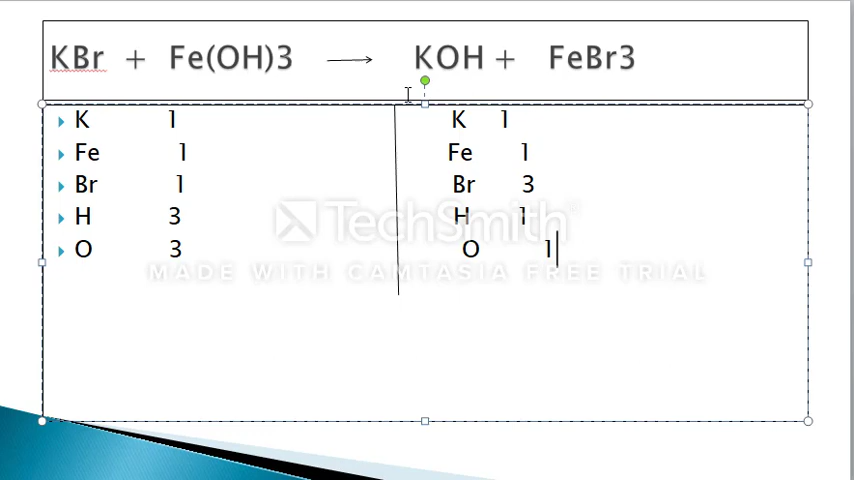 KBr + Fe(OH)3 → KOH + FeBr3
K 1 K 1
Fe 1 Fe 1
Br 1 Br 3
H 3 H 1
O 3 O 1
TechSmith
MADE WITH CAMTASIA FREE TRIAL